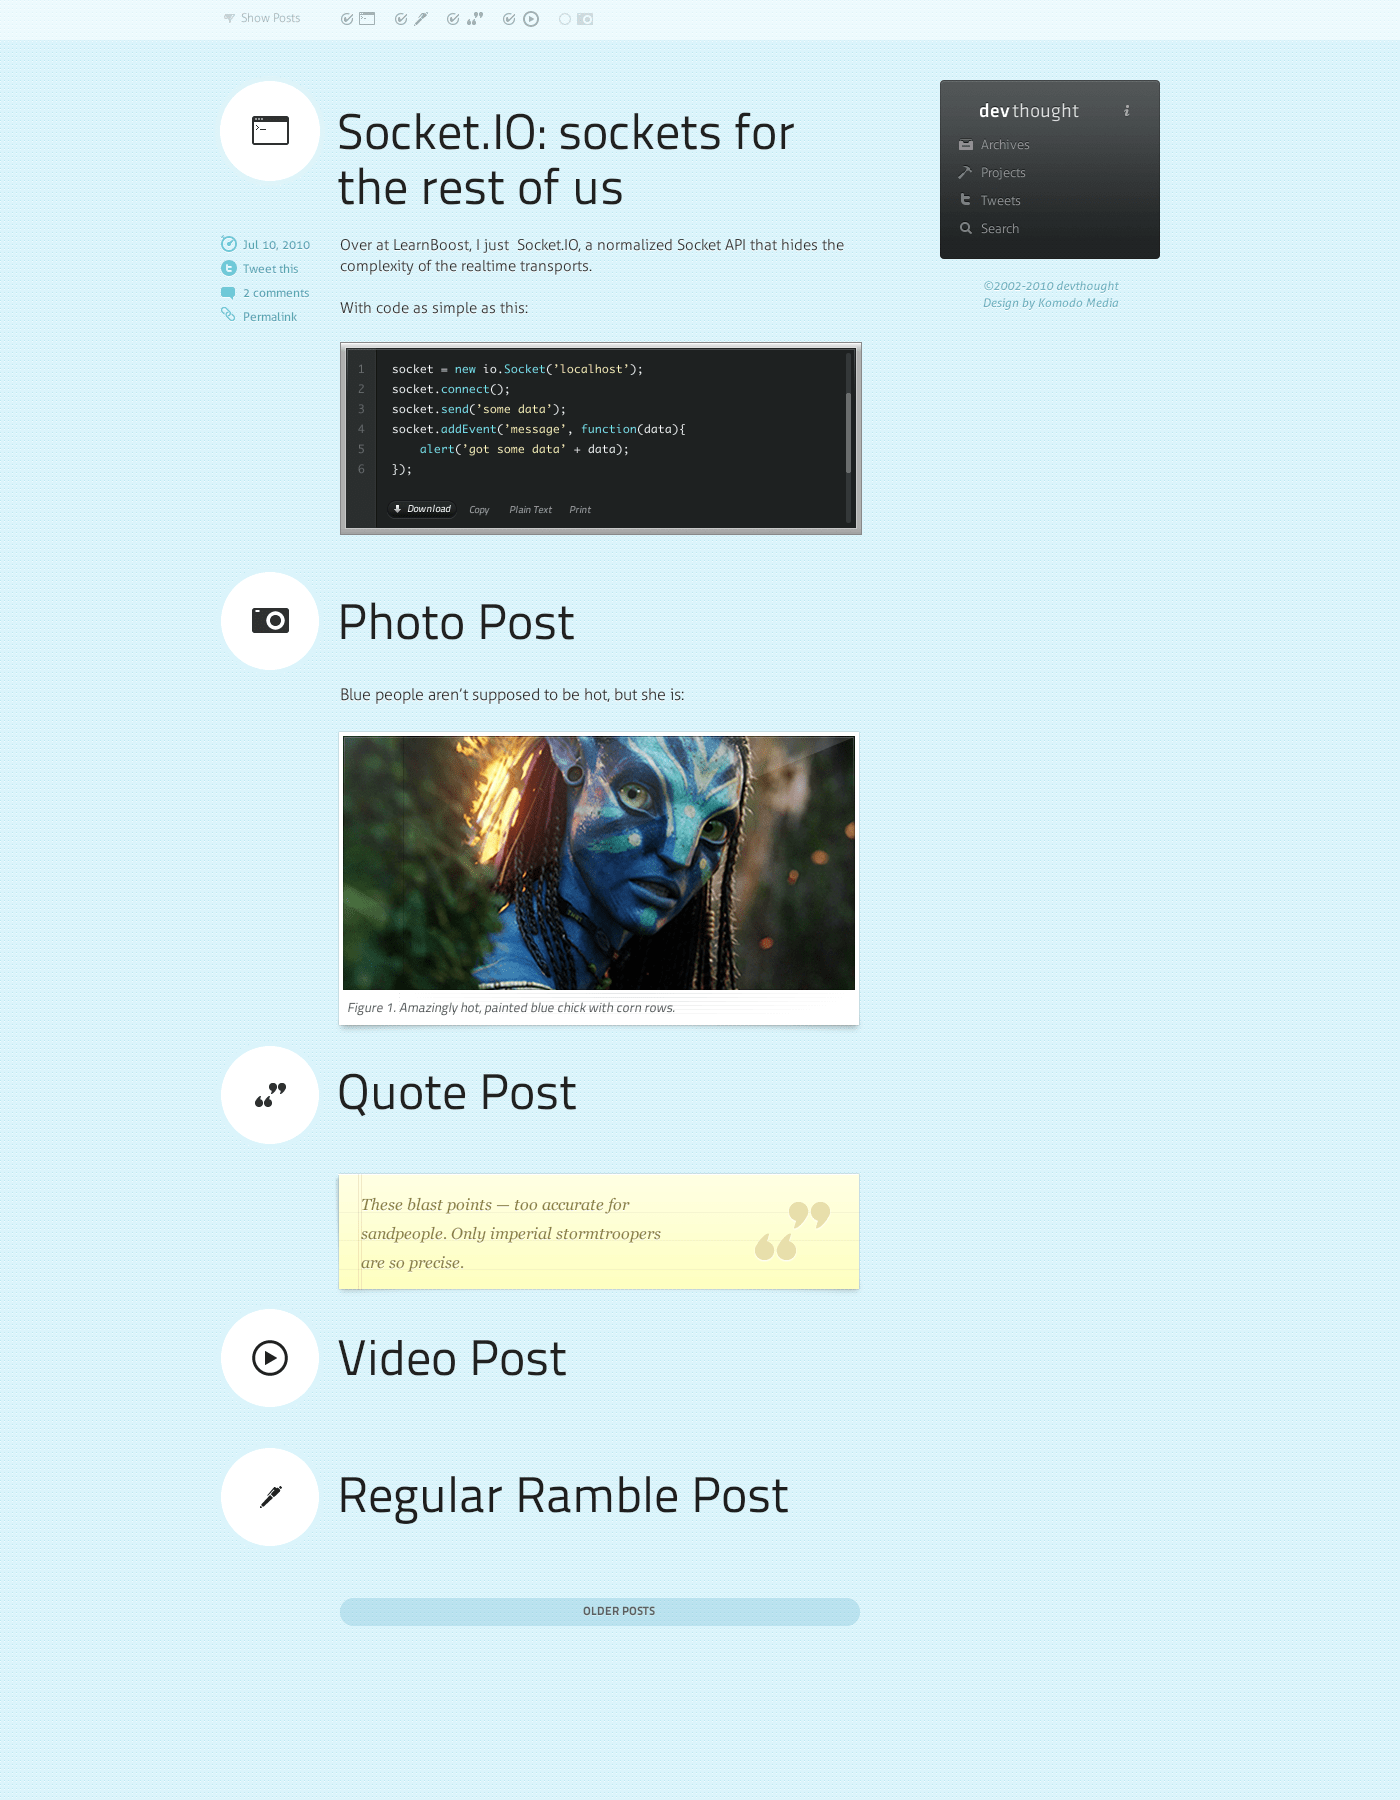 Show Posts
Socket.IO: sockets for
the rest of us
Jul 10, 2010
Tweet this
2 comments
Permalink
Over at LearnBoost, I just  Socket.IO, a normalized Socket API that hides the
complexity of the realtime transports.
With code as simple as this:
1 socket = new io.Socket(’localhost’);
2 socket.connect();
3 socket.send(’some data’);
4 socket.addEvent(’message’, function(data){
5     alert(’got some data’ + data);
6 });
Download Copy Plain Text Print
devthought i
Archives
Projects
Tweets
Search
©2002-2010 devthought
Design by Komodo Media
Photo Post
Blue people aren’t supposed to be hot, but she is:
Figure 1. Amazingly hot, painted blue chick with corn rows.
Quote Post
These blast points — too accurate for
sandpeople. Only imperial stormtroopers
are so precise.
Video Post
Regular Ramble Post
OLDER POSTS